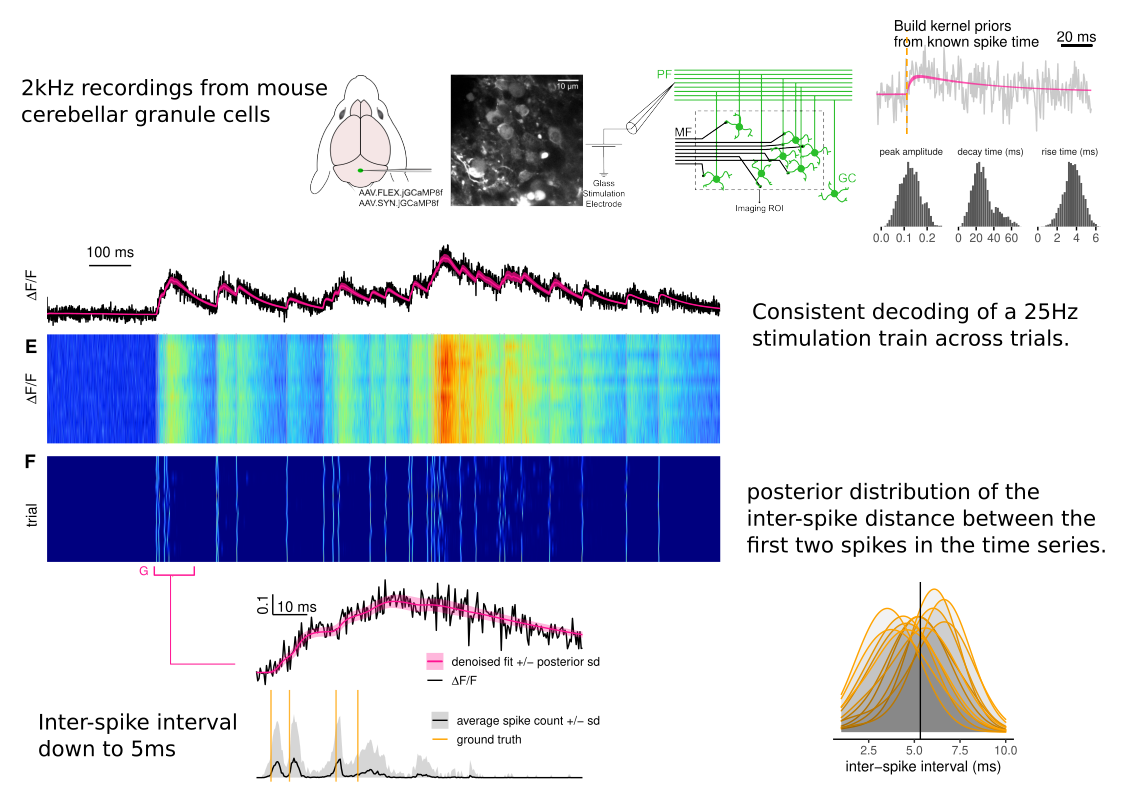 Build kernel priors
from known spike time
20 ms
2kHz recordings from mouse
cerebellar granule cells
10 µm
PF
MF
GC
AAV.FLEX.jGCaMP8f
AAV.SYN.jGCaMP8f
Glass
Stimulation
Electrode
Imaging ROI
peak amplitude
decay time (ms)
rise time (ms)
0.0 0.1 0.2
0 20 40 60
0 2 4 6
100 ms
ΔF/F
Consistent decoding of a 25Hz
stimulation train across trials.
E
ΔF/F
F
trial
posterior distribution of the
inter-spike distance between the
first two spikes in the time series.
G
0.1
10 ms
denoised fit +/− posterior sd
ΔF/F
Inter-spike interval
down to 5ms
average spike count +/− sd
ground truth
2.5 5.0 7.5 10.0
inter−spike interval (ms)